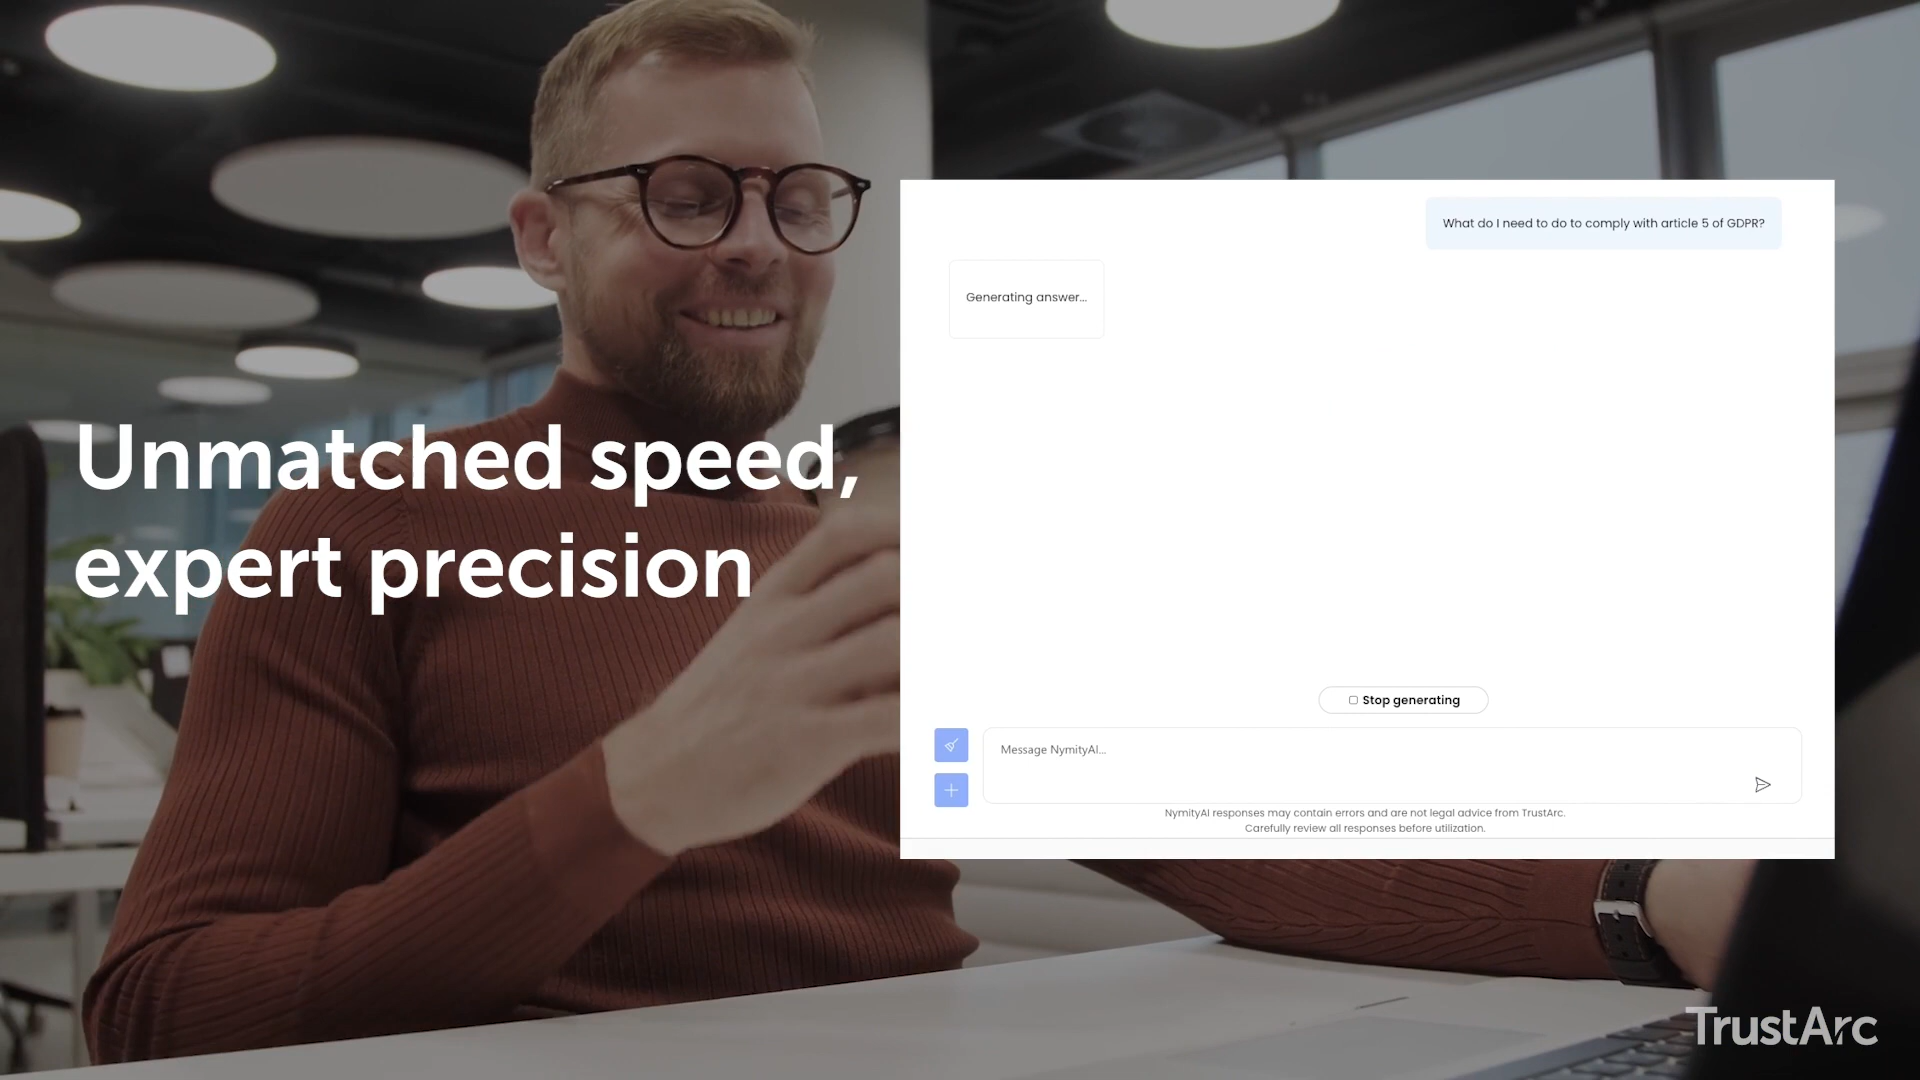 Unmatched speed,
expert precision
What do I need to do to comply with article 5 of GDPR?
Generating answer...
Stop generating
Message NymityAI...
NymityAI responses may contain errors and are not legal advice from TrustArc.
Carefully review all responses before utilization.
TrustArc